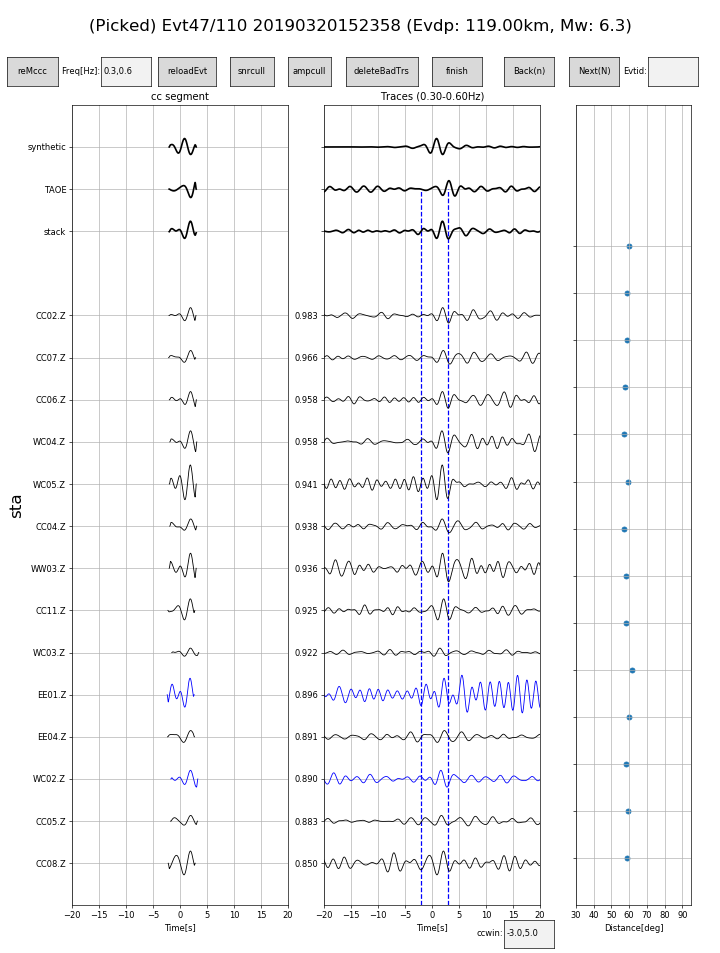 (Picked) Evt47/110 20190320152358 (Evdp: 119.00km, Mw: 6.3)
reMccc Freq[Hz]: 0.3,0.6 reloadEvt snrcull ampcull deleteBadTrs finish Back(n) Next(N) Evtid:
cc segment Traces (0.30-0.60Hz)
synthetic
TAOE
stack
CC02.Z 0.983
CC07.Z 0.966
CC06.Z 0.958
WC04.Z 0.958
WC05.Z 0.941
sta
CC04.Z 0.938
WW03.Z 0.936
CC11.Z 0.925
WC03.Z 0.922
EE01.Z 0.896
EE04.Z 0.891
WC02.Z 0.890
CC05.Z 0.883
CC08.Z 0.850
−20 −15 −10 −5 0 5 10 15 20 −20 −15 −10 −5 0 5 10 15 20 30 40 50 60 70 80 90
Time[s] Time[s] Distance[deg]
ccwin: -3.0,5.0